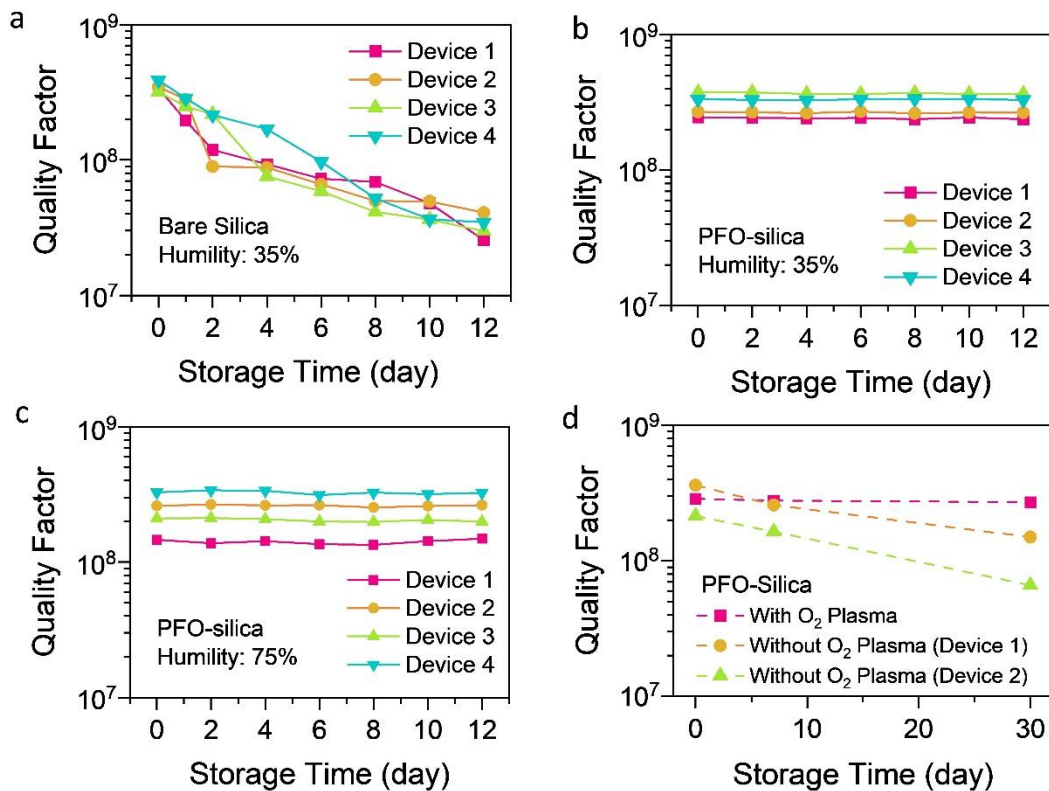 a
10^9
10^8
10^7
Quality Factor
Device 1
Device 2
Device 3
Device 4
Bare Silica
Humility: 35%
0 2 4 6 8 10 12
Storage Time (day)
b
10^9
10^8
10^7
Quality Factor
PFO-silica
Humility: 35%
Device 1
Device 2
Device 3
Device 4
0 2 4 6 8 10 12
Storage Time (day)
c
10^9
10^8
10^7
Quality Factor
PFO-silica
Humility: 75%
Device 1
Device 2
Device 3
Device 4
0 2 4 6 8 10 12
Storage Time (day)
d
10^9
10^8
10^7
Quality Factor
PFO-Silica
With O₂ Plasma
Without O₂ Plasma (Device 1)
Without O₂ Plasma (Device 2)
0 10 20 30
Storage Time (day)